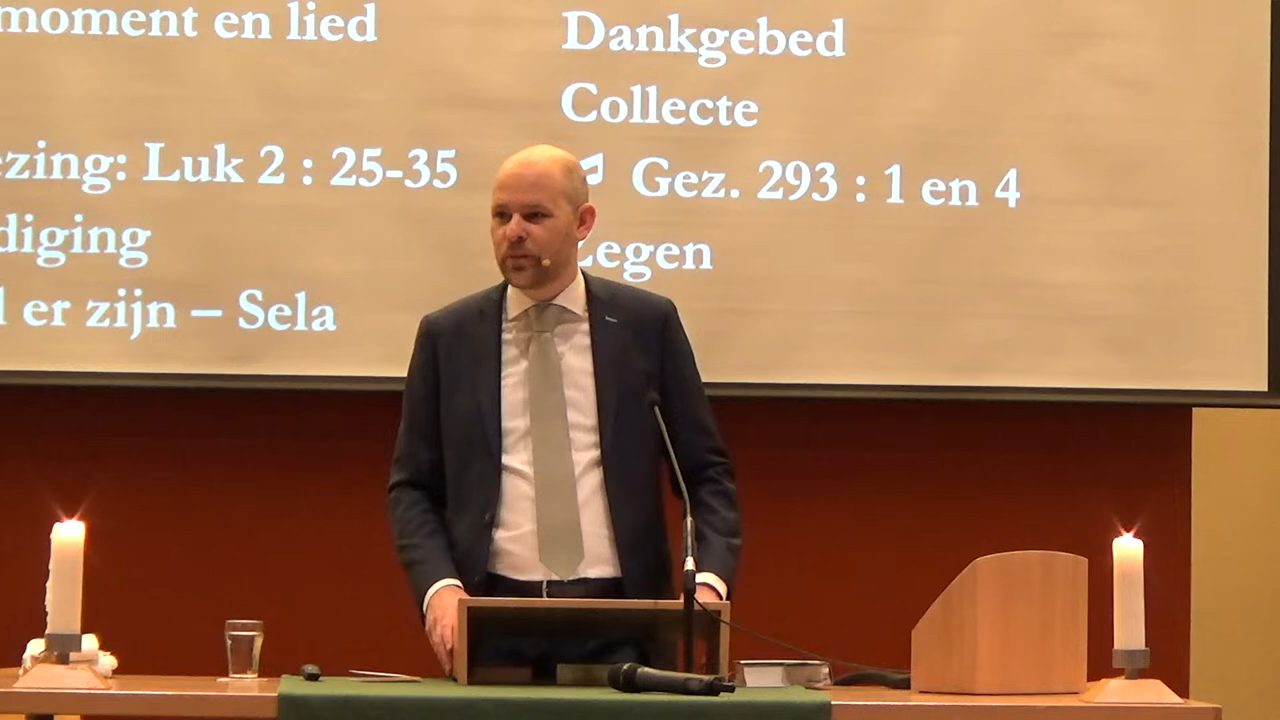 moment en lied
ezing: Luk 2 : 25-35
diging
er zijn – Sela
Dankgebed
Collecte
Gez. 293 : 1 en 4
Zegen